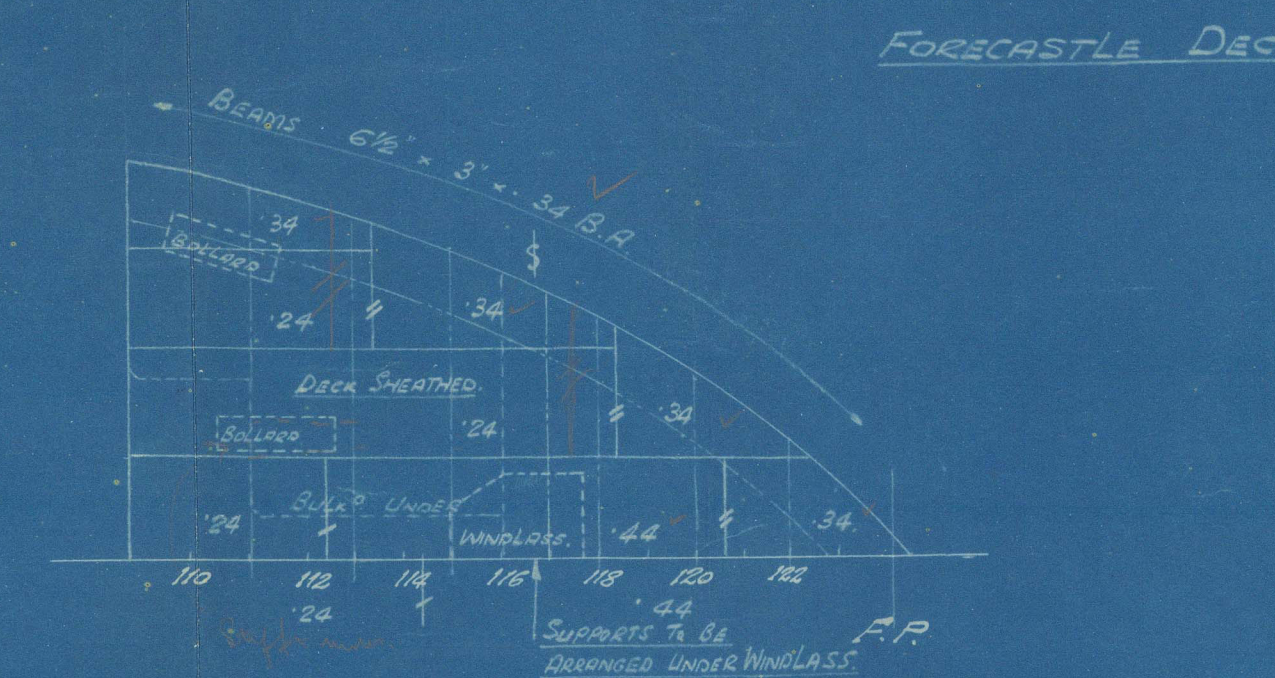 FORECASTLE DEC
BEAMS 6½" × 3" × .34 B.A
.34
BOLLARD
.24
.34
$
DECK SHEATHED.
BOLLARD
.24
.34
.24
BULKD UNDER
WINDLASS.
.44
.34.
110 112 114 116 118 120 122
.24
.44
F.P.
SUPPORTS TO BE
ARRANGED UNDER WINDLASS.